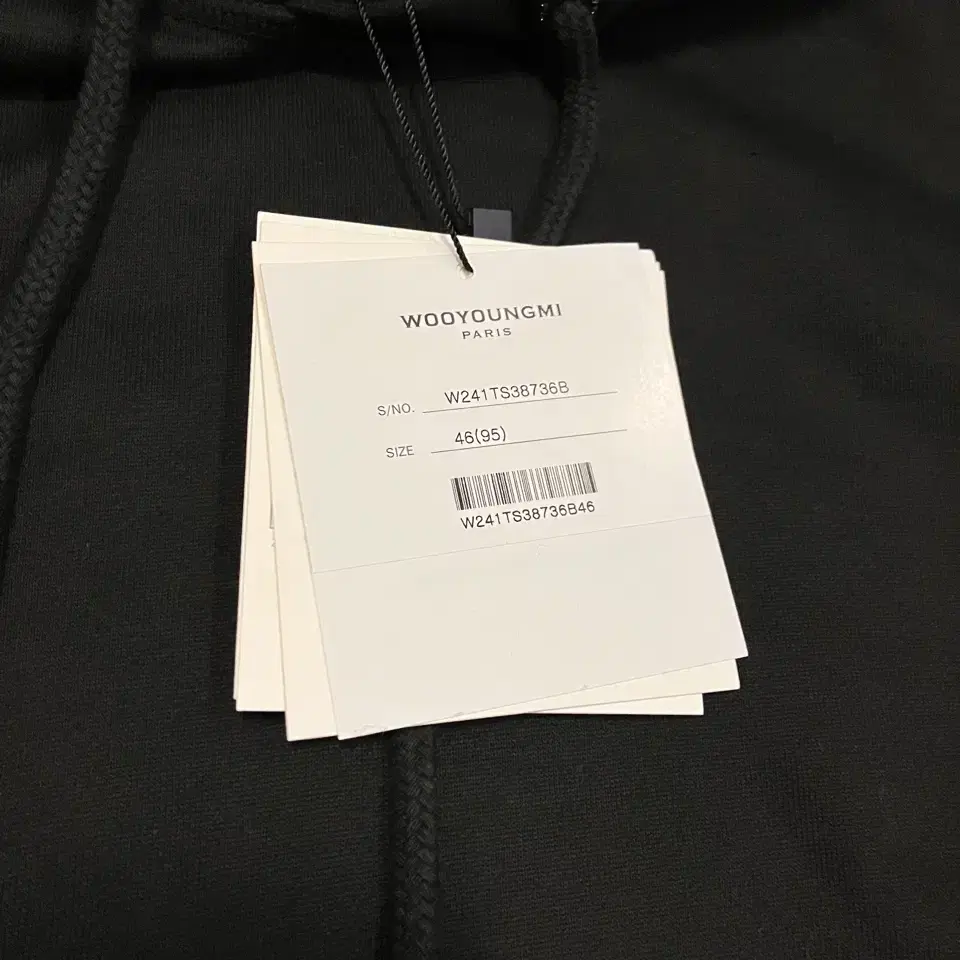 WOOYOUNGMI
PARIS
S/NO. W241TS38736B
SIZE 46(95)
W241TS38736B46